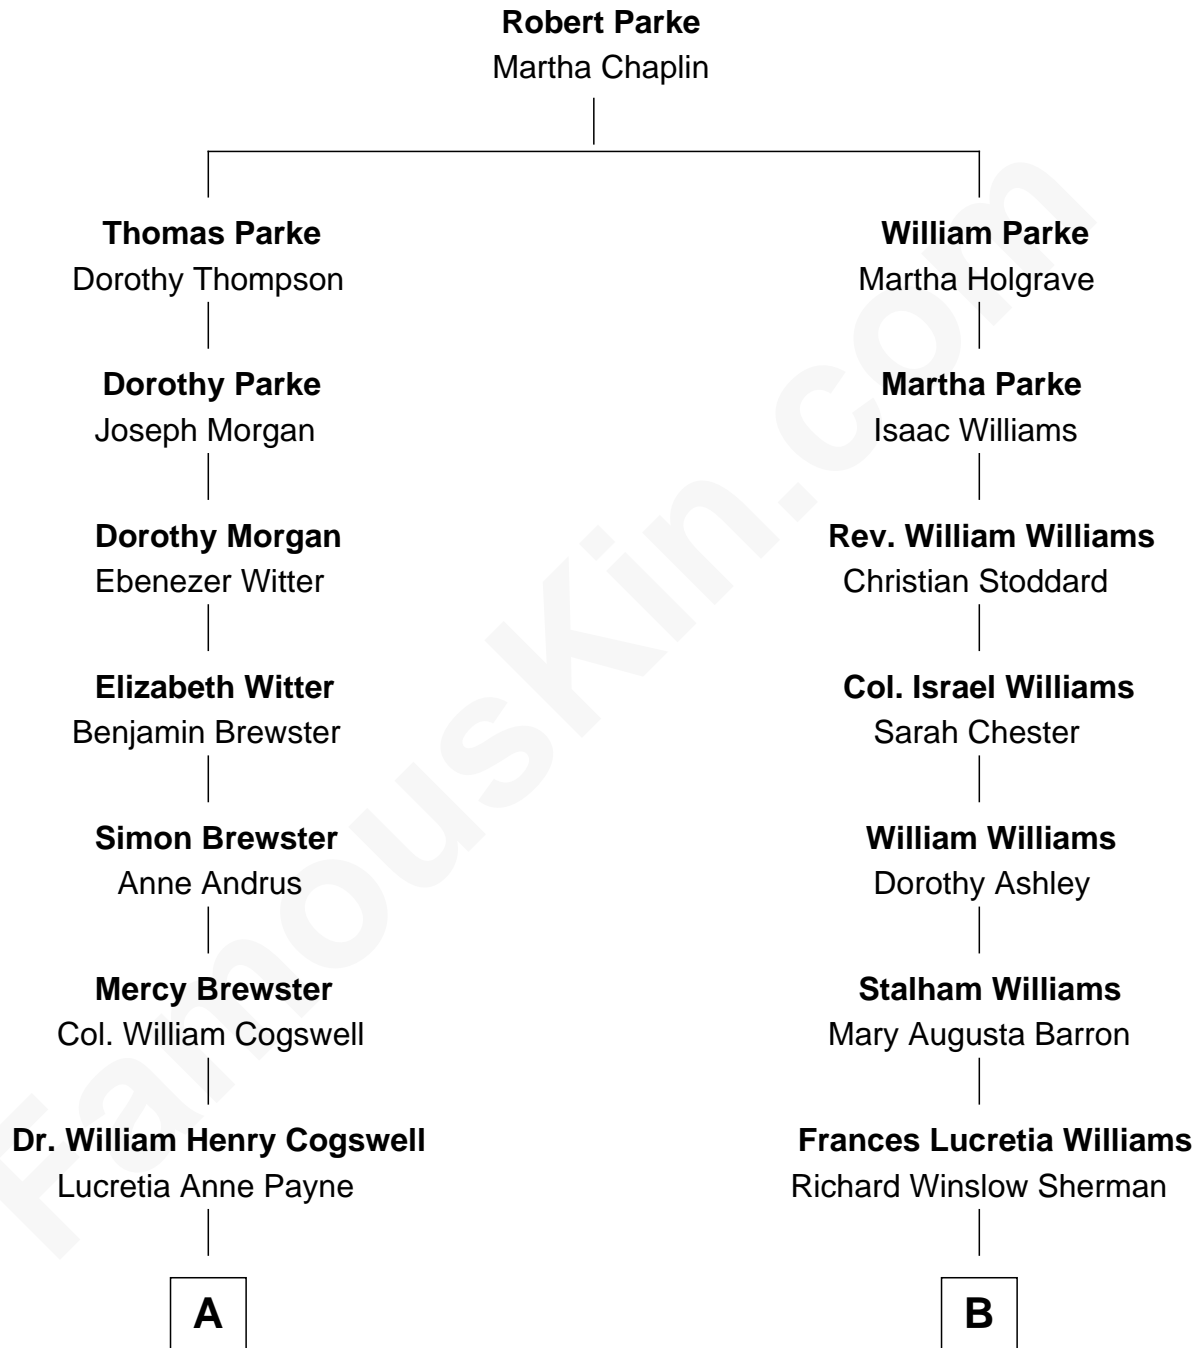 Robert Parke
Martha Chaplin
Thomas Parke
Dorothy Thompson
William Parke
Martha Holgrave
Dorothy Parke
Joseph Morgan
Martha Parke
Isaac Williams
Dorothy Morgan
Ebenezer Witter
Rev. William Williams
Christian Stoddard
Elizabeth Witter
Benjamin Brewster
Col. Israel Williams
Sarah Chester
Simon Brewster
Anne Andrus
William Williams
Dorothy Ashley
Mercy Brewster
Col. William Cogswell
Stalham Williams
Mary Augusta Barron
Dr. William Henry Cogswell
Lucretia Anne Payne
Frances Lucretia Williams
Richard Winslow Sherman
A
B
FamousKin.com